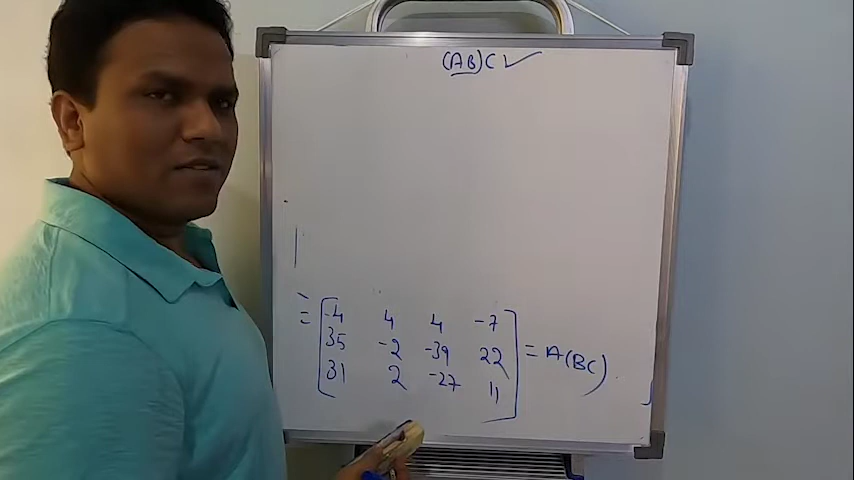 (AB)C ✓
= [ -4 4 4 -7
35 -2 -39 22
31 2 -27 11 ] = A(BC)